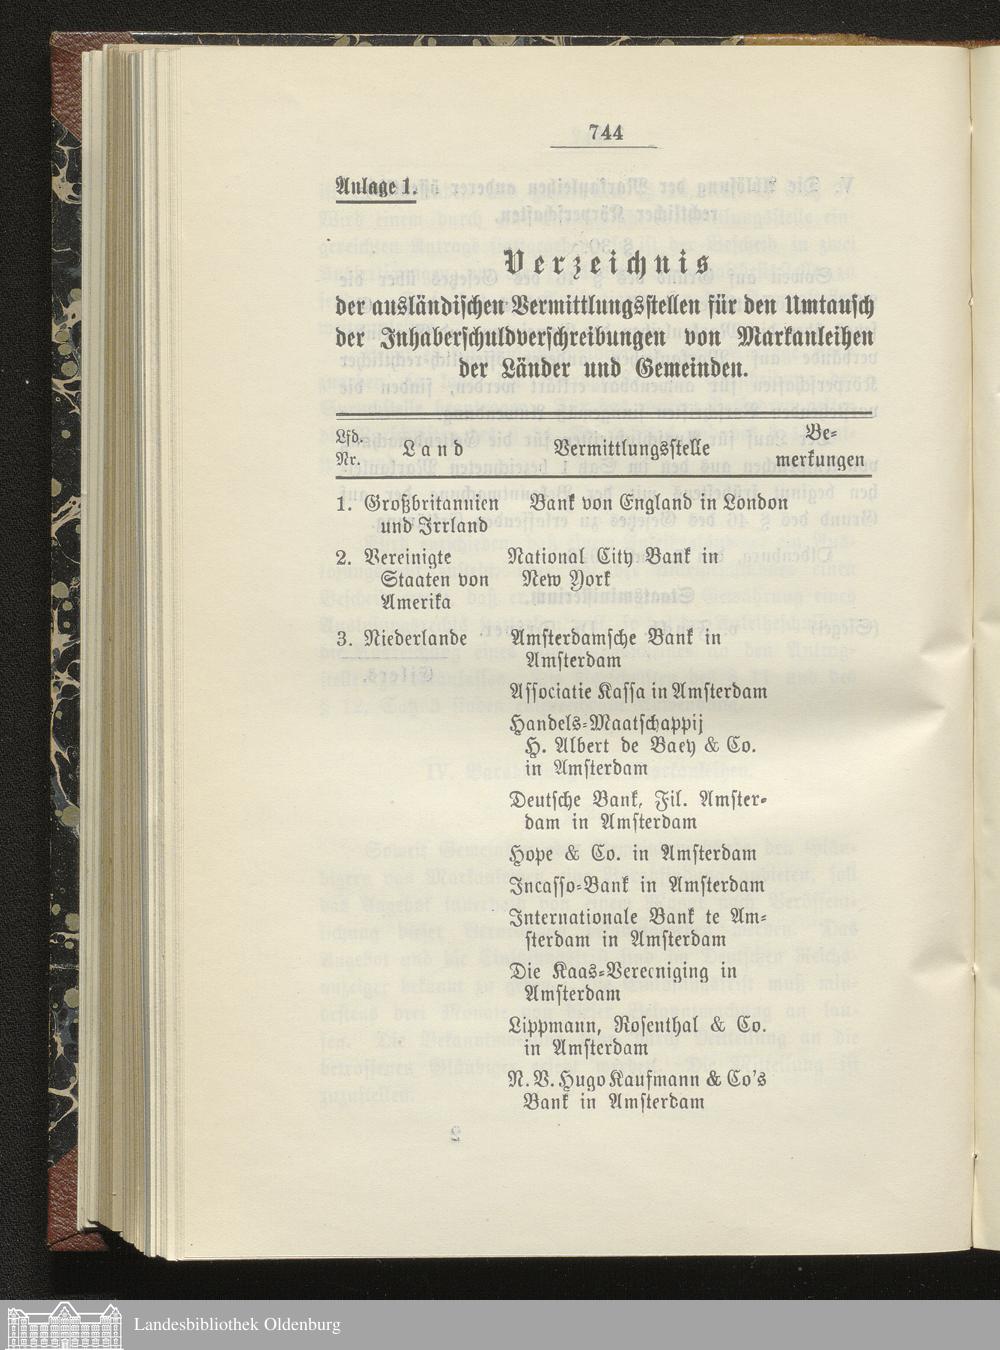 744
Anlage 1.
Verzeichnis
der ausländischen Vermittlungsstellen für den Umtausch
der Inhaberschuldverschreibungen von Markanleihen
der Länder und Gemeinden.
Lfd. Nr.
Land
Vermittlungsstelle
Be-
merkungen
1. Großbritannien Bank von England in London
und Irrland
2. Vereinigte National City Bank in
Staaten von New York
Amerika
3. Niederlande Amsterdamsche Bank in
Amsterdam
Associatie Kassa in Amsterdam
Handels-Maatschappij
H. Albert de Baey & Co.
in Amsterdam
Deutsche Bank, Fil. Amster-
dam in Amsterdam
Hope & Co. in Amsterdam
Incasso-Bank in Amsterdam
Internationale Bank te Am-
sterdam in Amsterdam
Die Kaas-Vereeniging in
Amsterdam
Lippmann, Rosenthal & Co.
in Amsterdam
N. V. Hugo Kaufmann & Co's
Bank in Amsterdam
Landesbibliothek Oldenburg